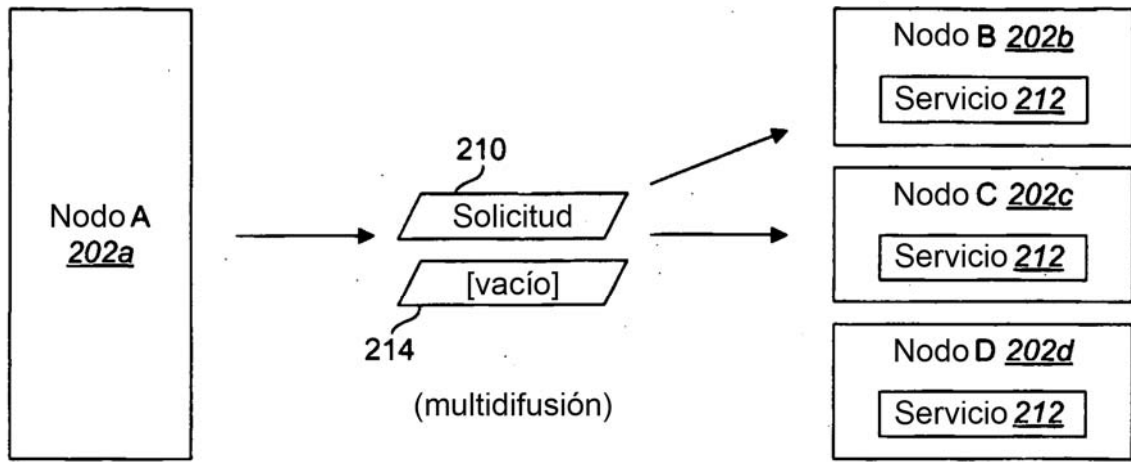 Nodo A
202a
210
Solicitud
[vacío]
214
(multidifusión)
Nodo B 202b
Servicio 212
Nodo C 202c
Servicio 212
Nodo D 202d
Servicio 212